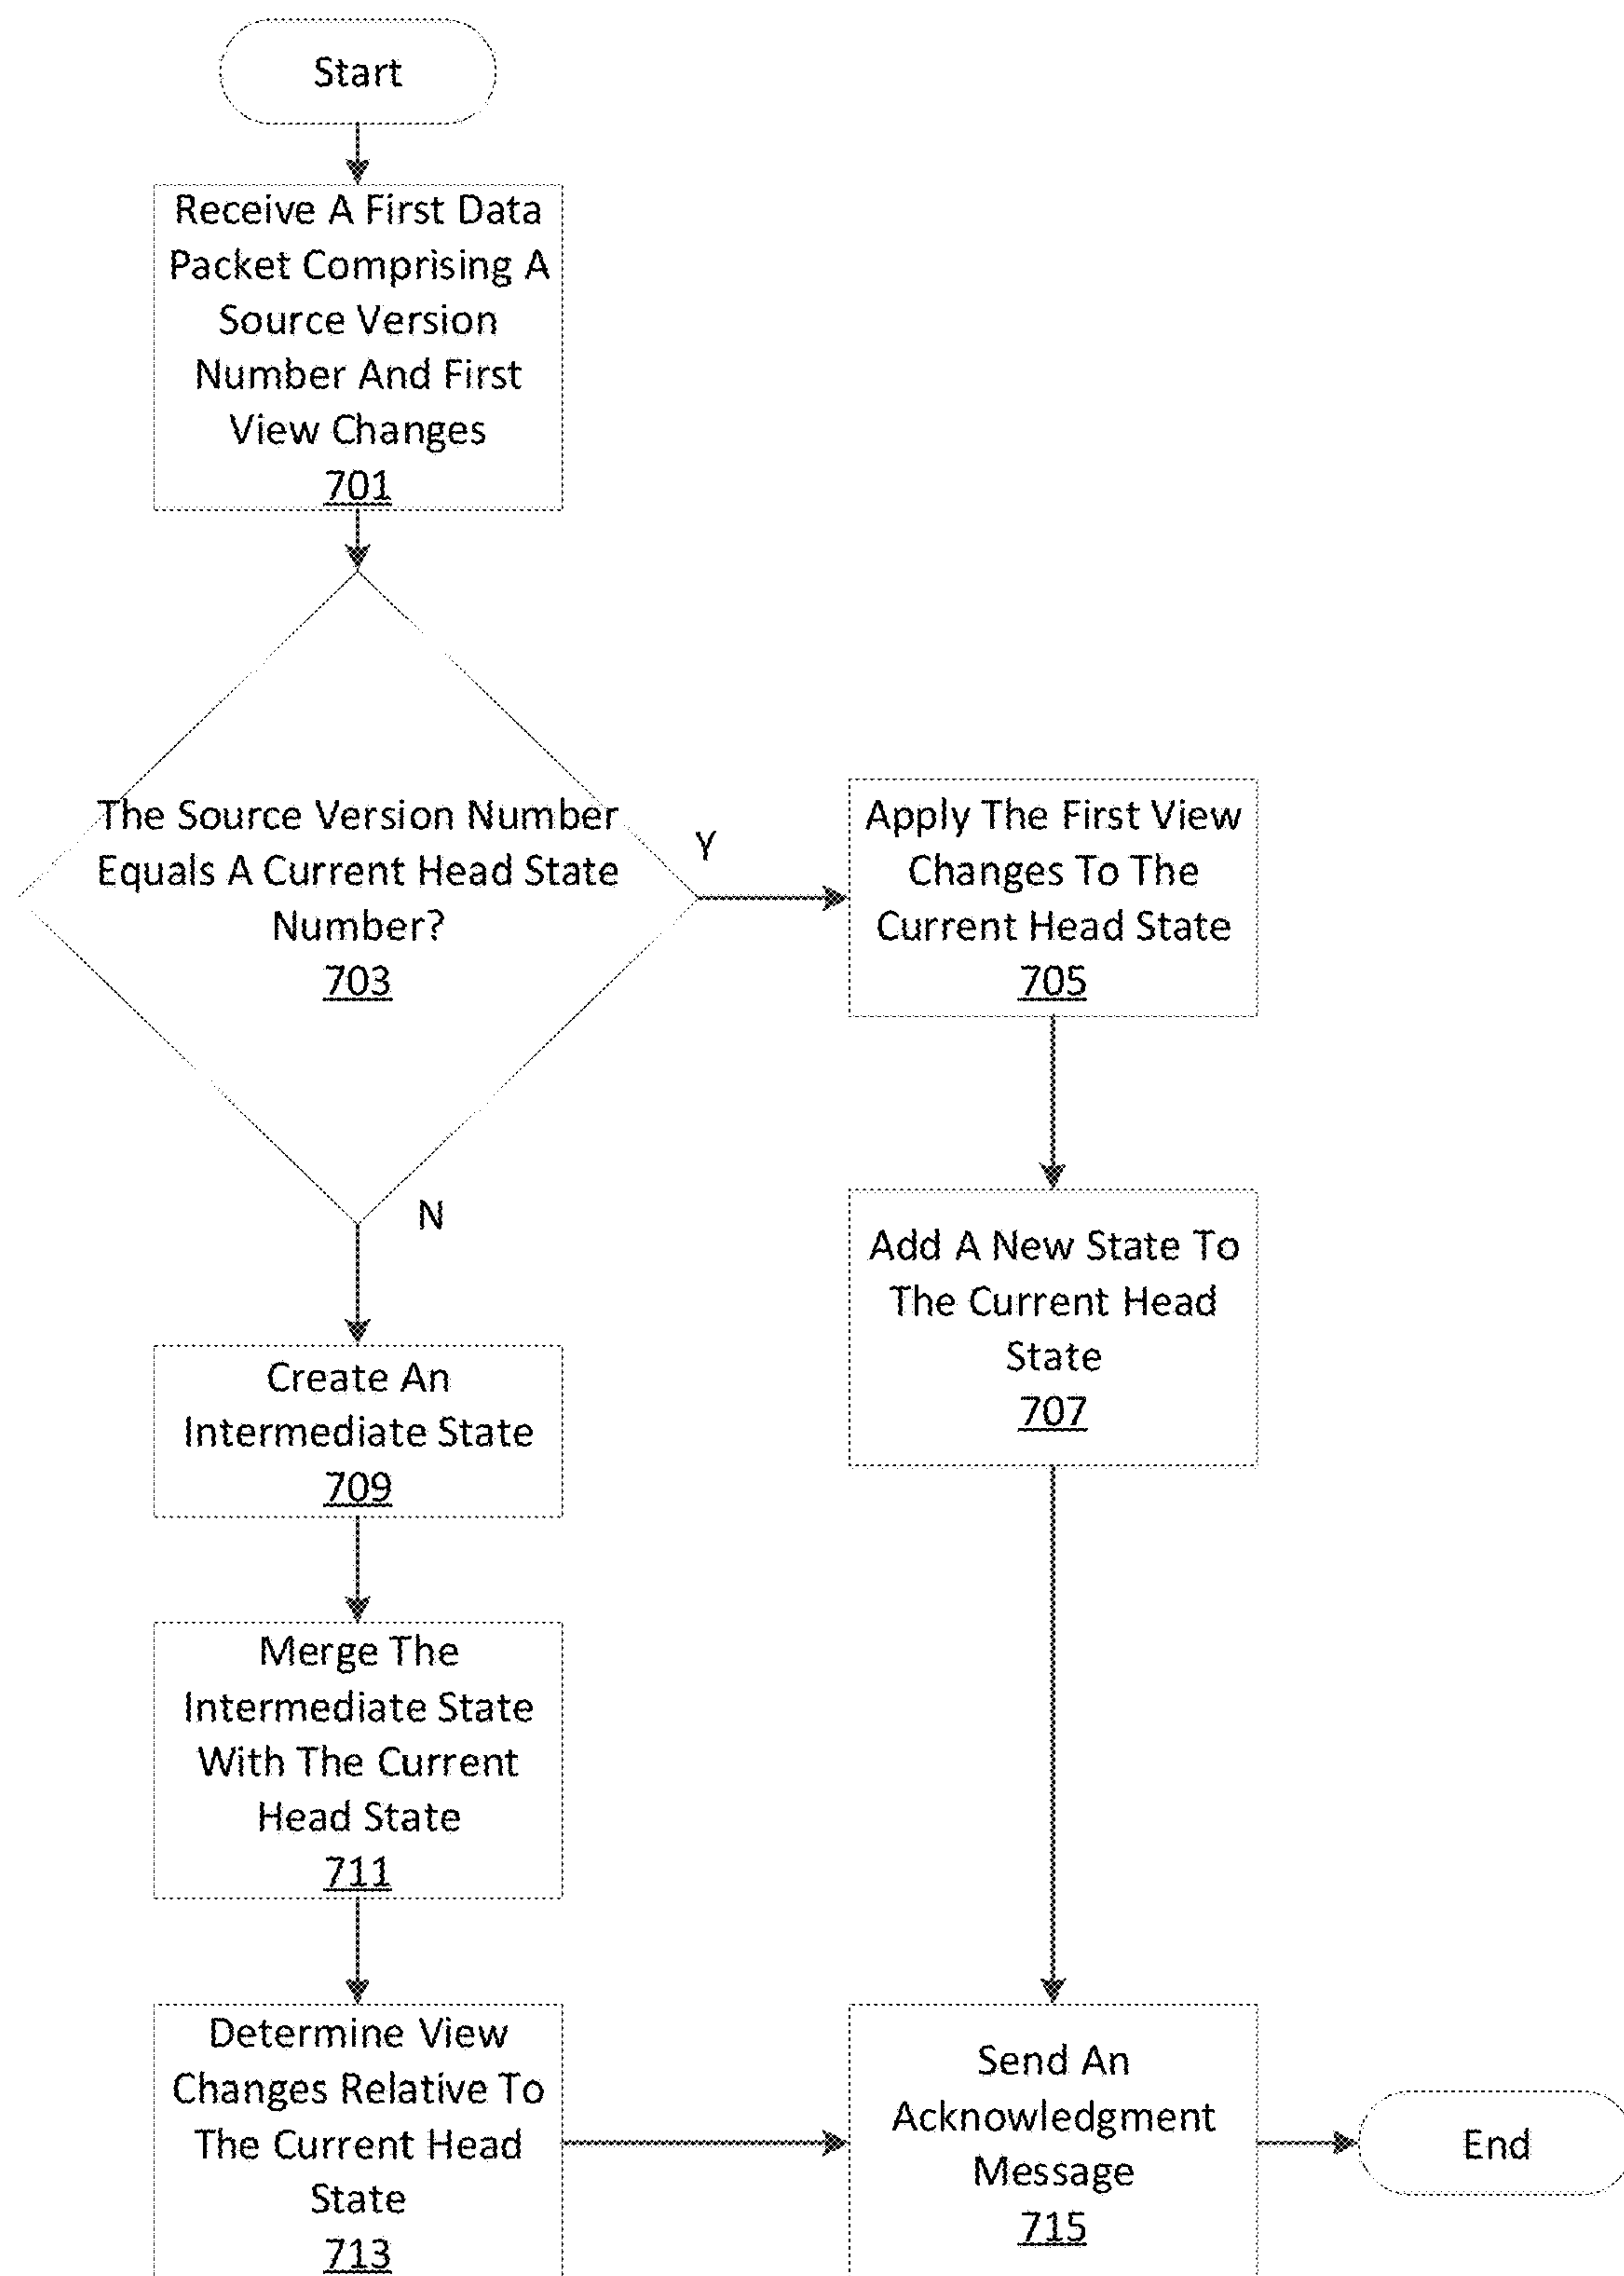 Start
Receive A First Data
Packet Comprising A
Source Version
Number And First
View Changes
701
The Source Version Number
Equals A Current Head State
Number?
703
Y
N
Apply The First View
Changes To The
Current Head State
705
Add A New State To
The Current Head
State
707
Create An
Intermediate State
709
Merge The
Intermediate State
With The Current
Head State
711
Determine View
Changes Relative To
The Current Head
State
713
Send An
Acknowledgment
Message
715
End